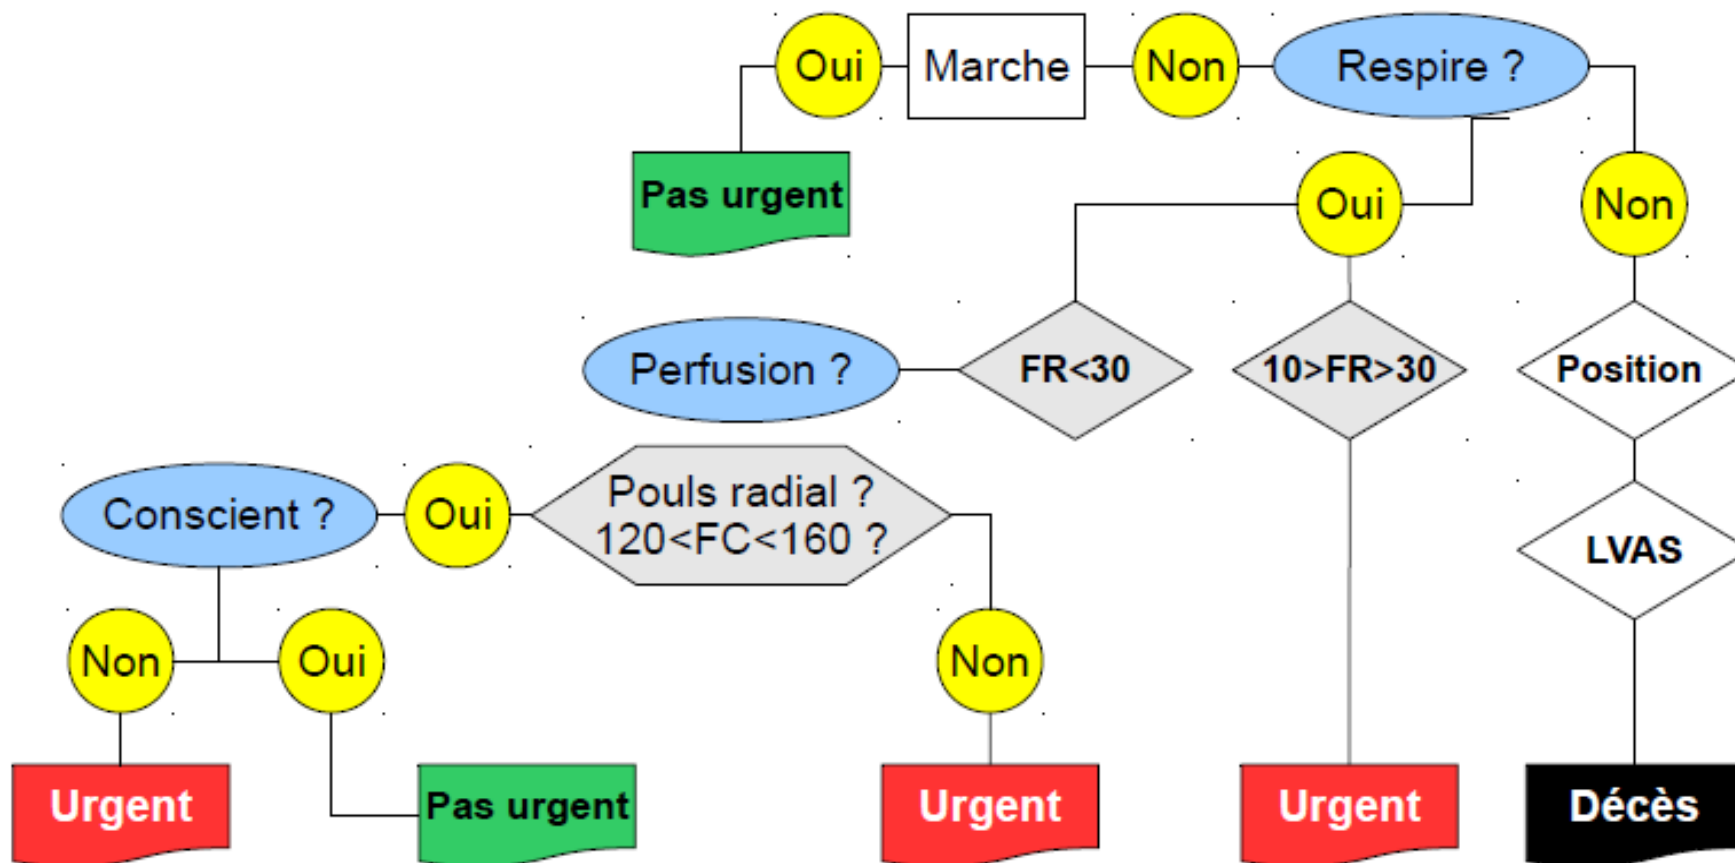 Oui
Marche
Non
Respire ?
Pas urgent
Oui
Non
Perfusion ?
FR<30
10>FR>30
Position
Conscient ?
Oui
Pouls radial ?
120<FC<160 ?
LVAS
Non
Oui
Non
Urgent
Pas urgent
Urgent
Urgent
Décès